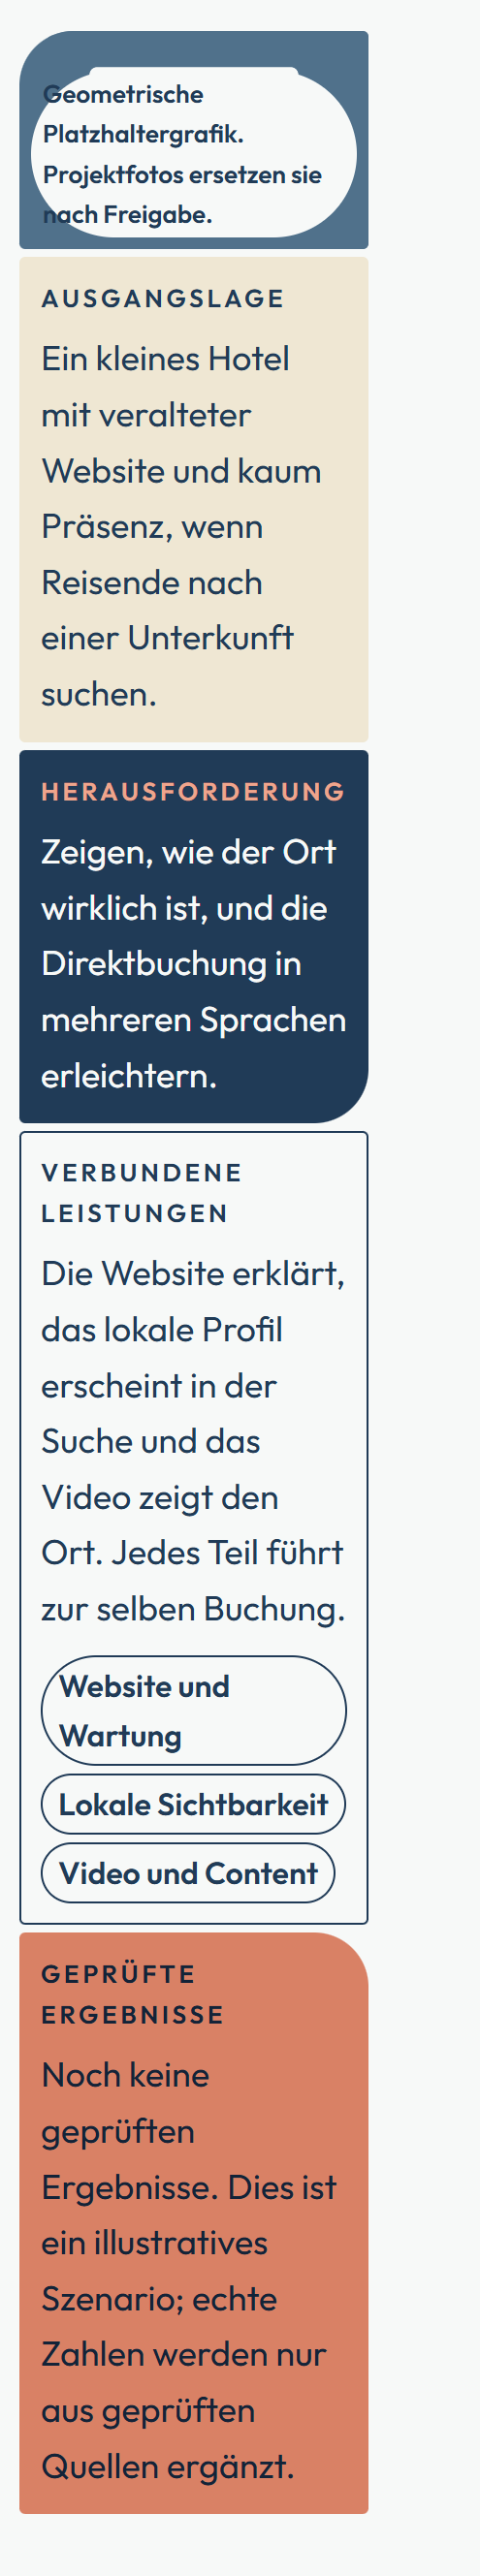 Geometrische
Platzhaltergrafik.
Projektfotos ersetzen sie
nach Freigabe.
AUSGANGSLAGE
Ein kleines Hotel
mit veralteter
Website und kaum
Präsenz, wenn
Reisende nach
einer Unterkunft
suchen.
HERAUSFORDERUNG
Zeigen, wie der Ort
wirklich ist, und die
Direktbuchung in
mehreren Sprachen
erleichtern.
VERBUNDENE
LEISTUNGEN
Die Website erklärt,
das lokale Profil
erscheint in der
Suche und das
Video zeigt den
Ort. Jedes Teil führt
zur selben Buchung.
Website und
Wartung
Lokale Sichtbarkeit
Video und Content
GEPRÜFTE
ERGEBNISSE
Noch keine
geprüften
Ergebnisse. Dies ist
ein illustratives
Szenario; echte
Zahlen werden nur
aus geprüften
Quellen ergänzt.